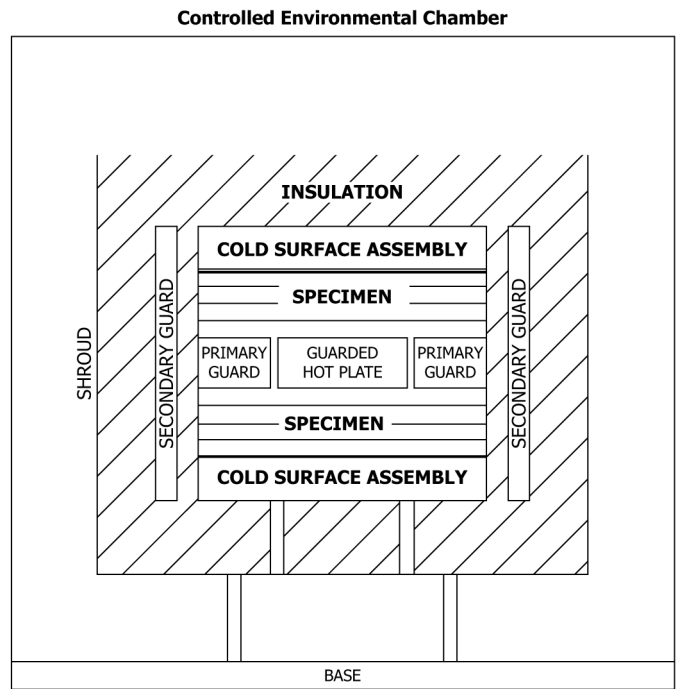 Controlled Environmental Chamber
INSULATION
COLD SURFACE ASSEMBLY
SPECIMEN
SHROUD
SECONDARY GUARD
PRIMARY
GUARD
GUARDED
HOT PLATE
PRIMARY
GUARD
SECONDARY GUARD
SPECIMEN
COLD SURFACE ASSEMBLY
BASE